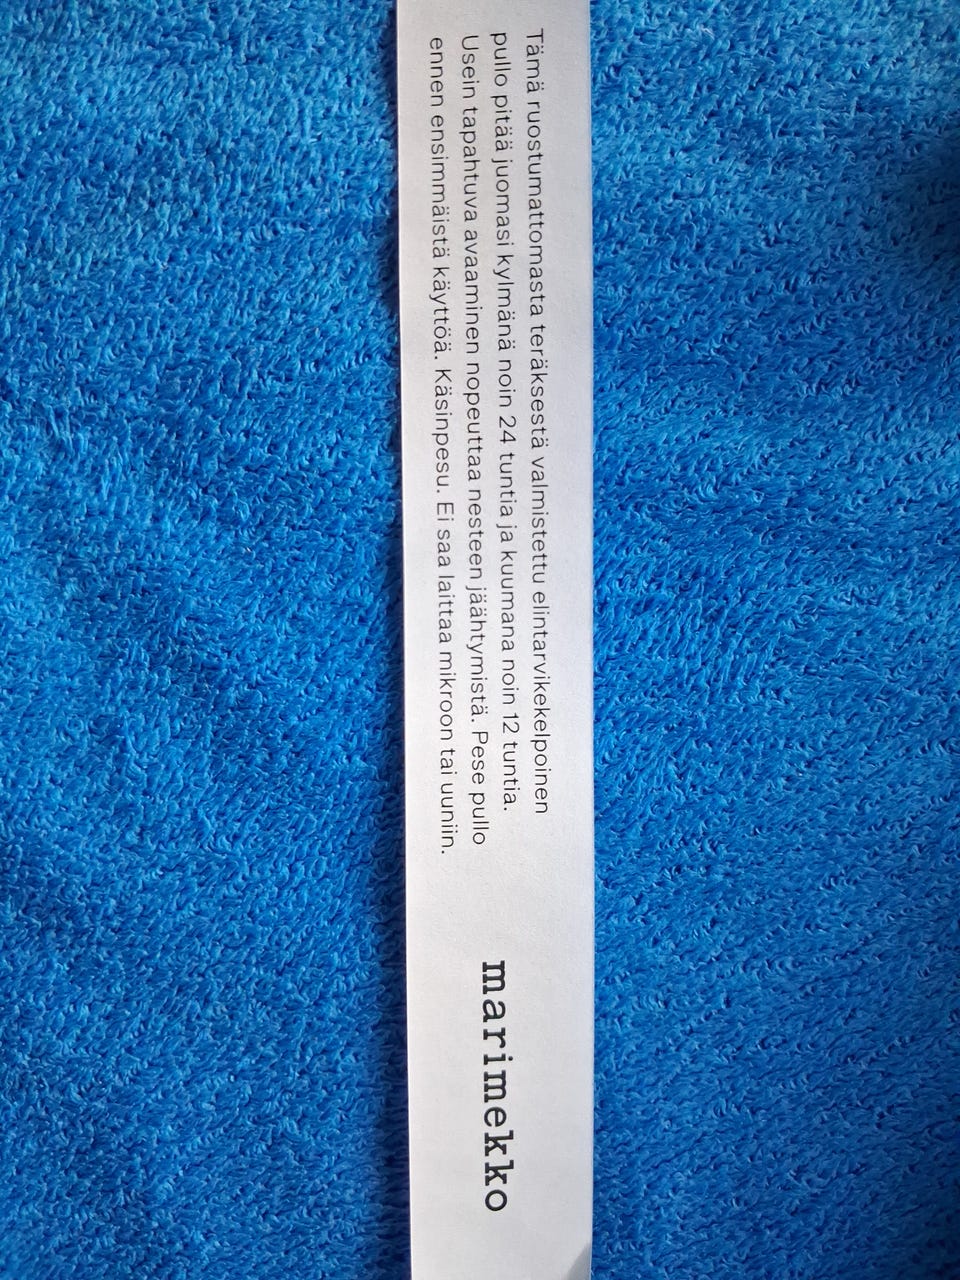 Tämä ruostumattomasta teräksestä valmistettu elintarvikekelpoinen
pullo pitää juomasi kylmänä noin 24 tuntia ja kuumana noin 12 tuntia.
Usein tapahtuva avaaminen nopeuttaa nesteen jäähtymistä. Pese pullo
ennen ensimmäistä käyttöä. Käsinpesu. Ei saa laittaa mikroon tai uuniin.
marimekko